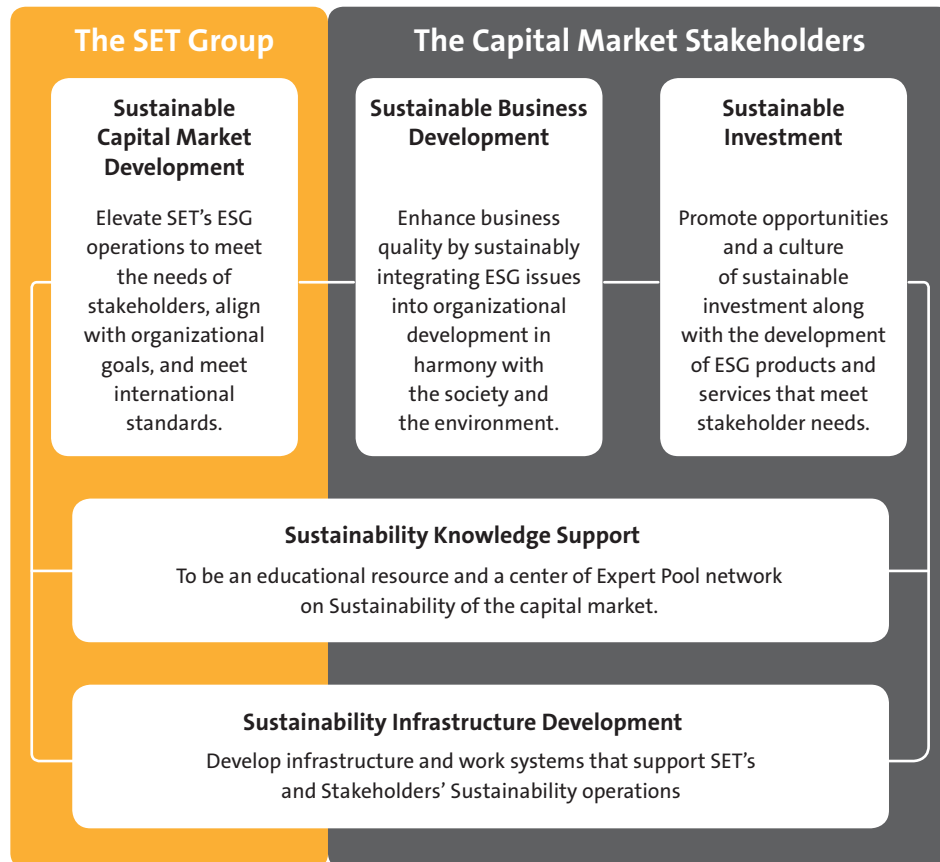 The SET Group
The Capital Market Stakeholders
Sustainable
Capital Market
Development
Elevate SET's ESG
operations to meet
the needs of
stakeholders, align
with organizational
goals, and meet
international
standards.
Sustainable Business
Development
Enhance business
quality by sustainably
integrating ESG issues
into organizational
development in
harmony with
the society and
the environment.
Sustainable
Investment
Promote opportunities
and a culture
of sustainable
investment along
with the development
of ESG products and
services that meet
stakeholder needs.
Sustainability Knowledge Support
To be an educational resource and a center of Expert Pool network
on Sustainability of the capital market.
Sustainability Infrastructure Development
Develop infrastructure and work systems that support SET's
and Stakeholders' Sustainability operations